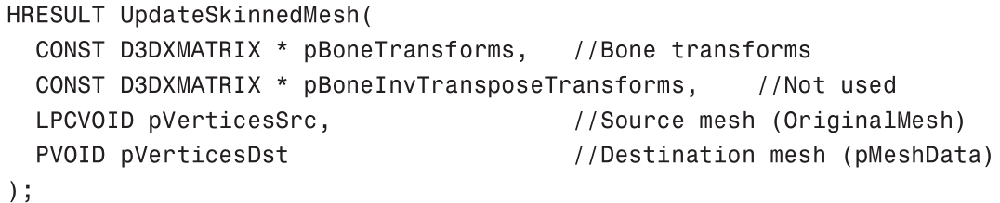 HRESULT UpdateSkinnedMesh(
  CONST D3DXMATRIX * pBoneTransforms,   //Bone transforms
  CONST D3DXMATRIX * pBoneInvTransposeTransforms,    //Not used
  LPCVOID pVerticesSrc,                 //Source mesh (OriginalMesh)
  PVOID pVerticesDst                    //Destination mesh (pMeshData)
);